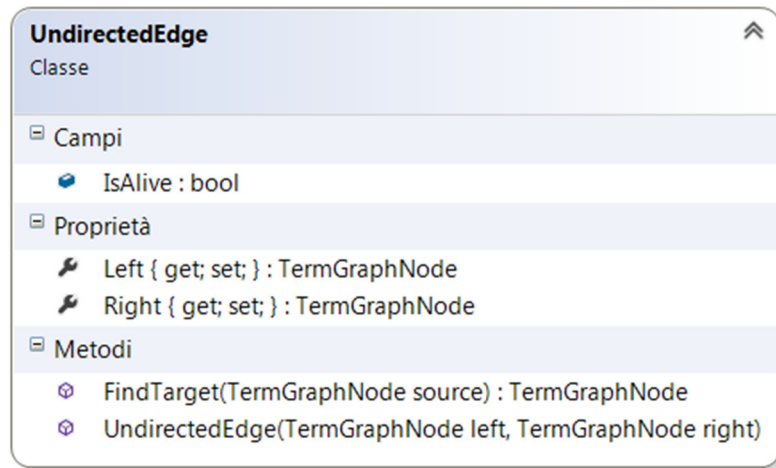 UndirectedEdge
Classe
Campi
IsAlive : bool
Proprietà
Left { get; set; } : TermGraphNode
Right { get; set; } : TermGraphNode
Metodi
FindTarget(TermGraphNode source) : TermGraphNode
UndirectedEdge(TermGraphNode left, TermGraphNode right)